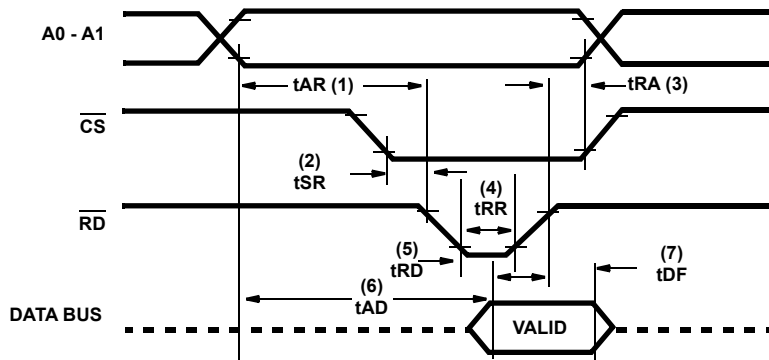 A0 - A1
tAR (1)
tRA (3)
CS
(2)
tSR
(4)
tRR
RD
(5)
tRD
(7)
tDF
(6)
tAD
DATA BUS
VALID